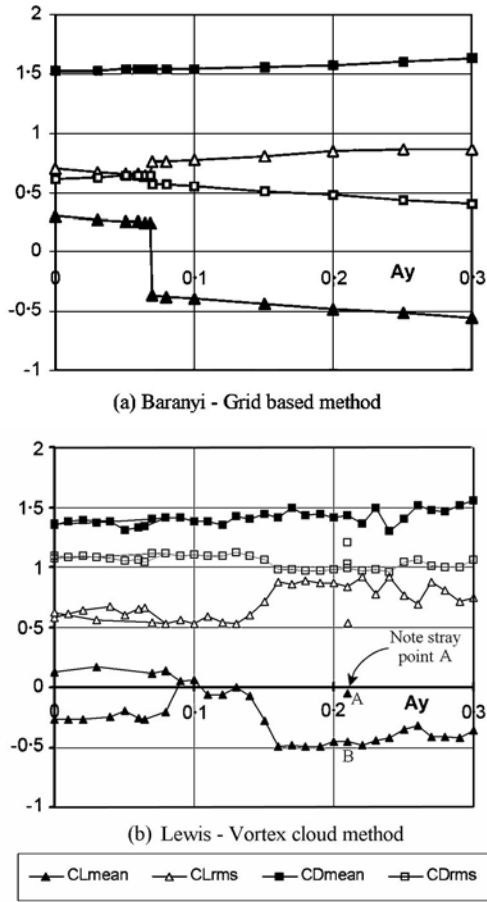 2
1·5
1
0·5
0
0 0·1 0·2 Ay 0·3
-0·5
-1
(a) Baranyi - Grid based method
2
1·5
1
0·5
Note stray
point A
0
0 0·1 0·2 A Ay 0·3
-0·5
B
-1
(b) Lewis - Vortex cloud method
CLmean CLrms CDmean CDrms